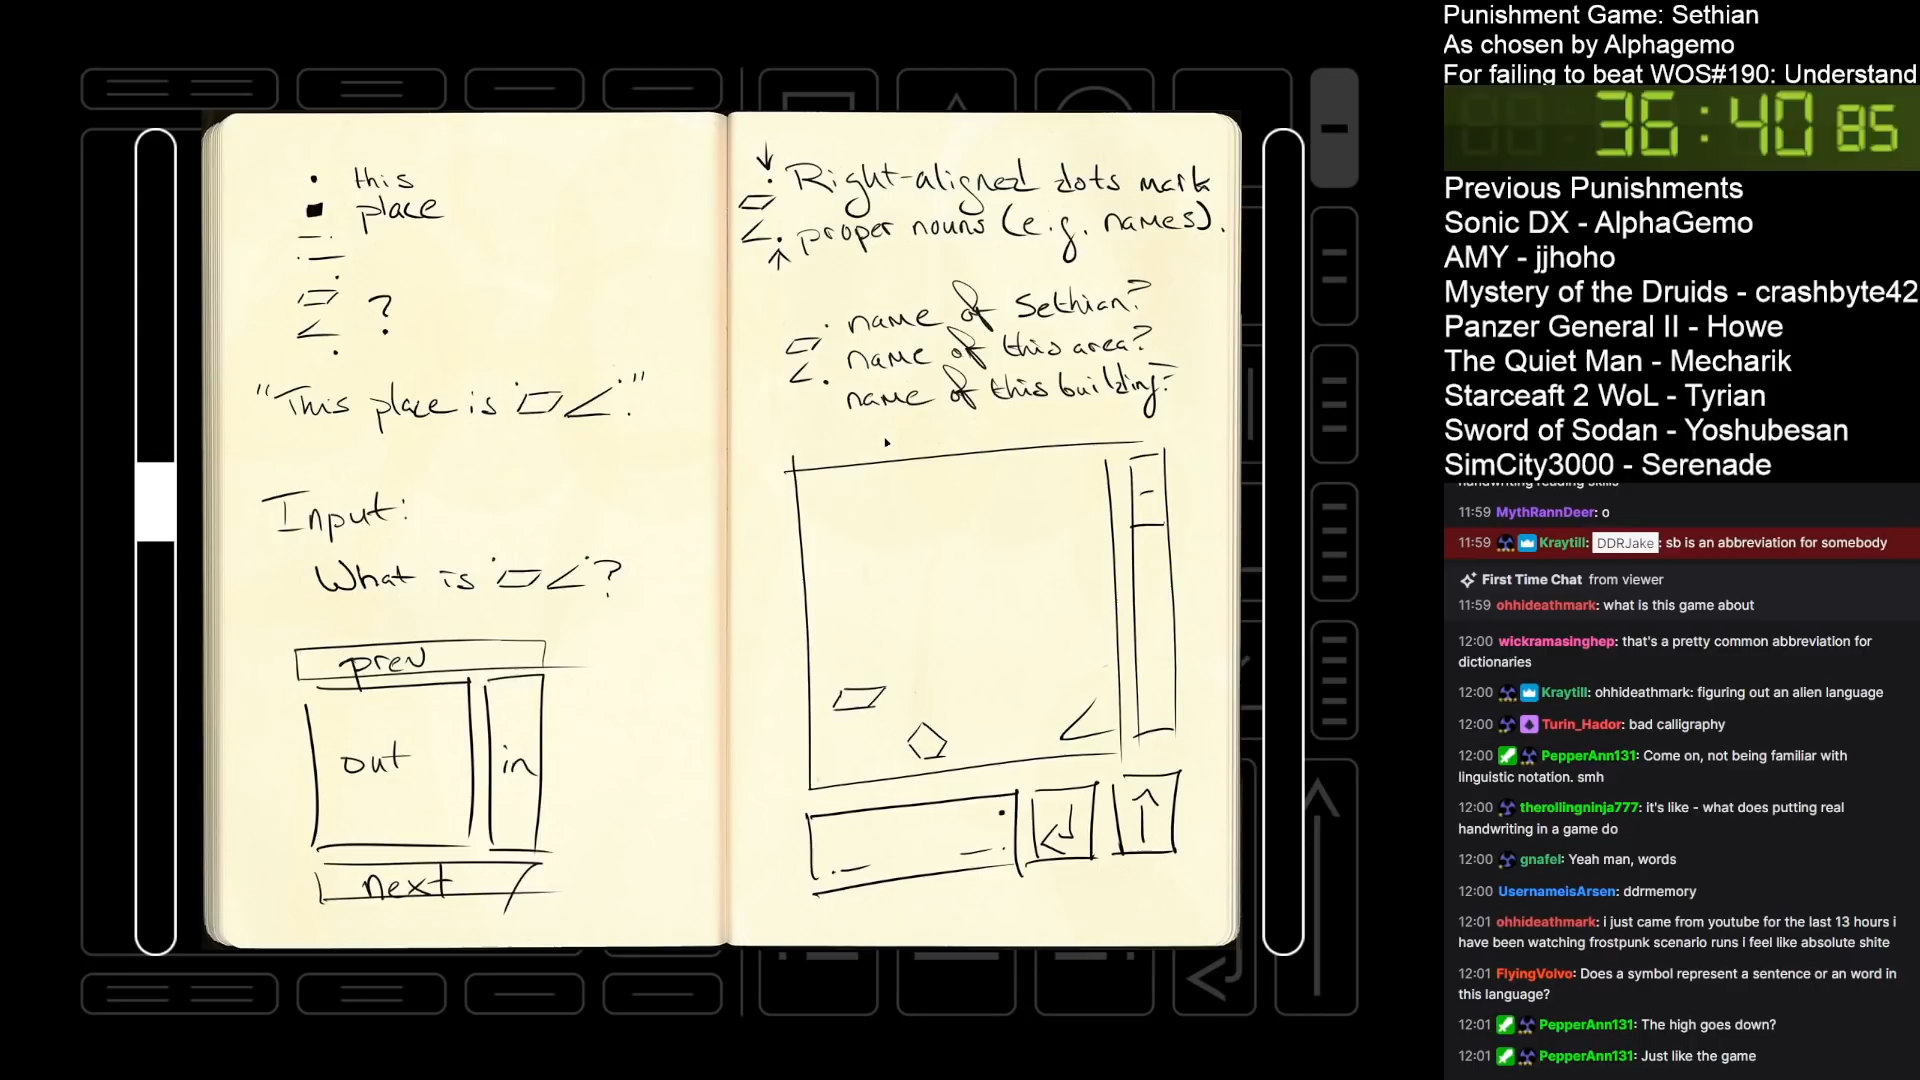 this
place
?
"This place is ."
Input:
What is ?
prev
out
in
next
Right-aligned dots mark
proper nouns (e.g. names).
name of Sethian?
name of this area?
name of this building?
Punishment Game: Sethian
As chosen by Alphagemo
For failing to beat WOS#190: Understand
36:40 85
Previous Punishments
Sonic DX - AlphaGemo
AMY - jjhoho
Mystery of the Druids - crashbyte42
Panzer General II - Howe
The Quiet Man - Mecharik
Starceaft 2 WoL - Tyrian
Sword of Sodan - Yoshubesan
SimCity3000 - Serenade
handwriting reading skills
11:59 MythRannDeer: o
11:59 Kraytill: DDRJake: sb is an abbreviation for somebody
First Time Chat from viewer
11:59 ohhideathmark: what is this game about
12:00 wickramasinghep: that's a pretty common abbreviation for
dictionaries
12:00 Kraytill: ohhideathmark: figuring out an alien language
12:00 Turin_Hador: bad calligraphy
12:00 PepperAnn131: Come on, not being familiar with
linguistic notation. smh
12:00 therollingninja777: it's like - what does putting real
handwriting in a game do
12:00 gnafel: Yeah man, words
12:00 UsernameisArsen: ddrmemory
12:01 ohhideathmark: i just came from youtube for the last 13 hours i
have been watching frostpunk scenario runs i feel like absolute shite
12:01 FlyingVolvo: Does a symbol represent a sentence or an word in
this language?
12:01 PepperAnn131: The high goes down?
12:01 PepperAnn131: Just like the game